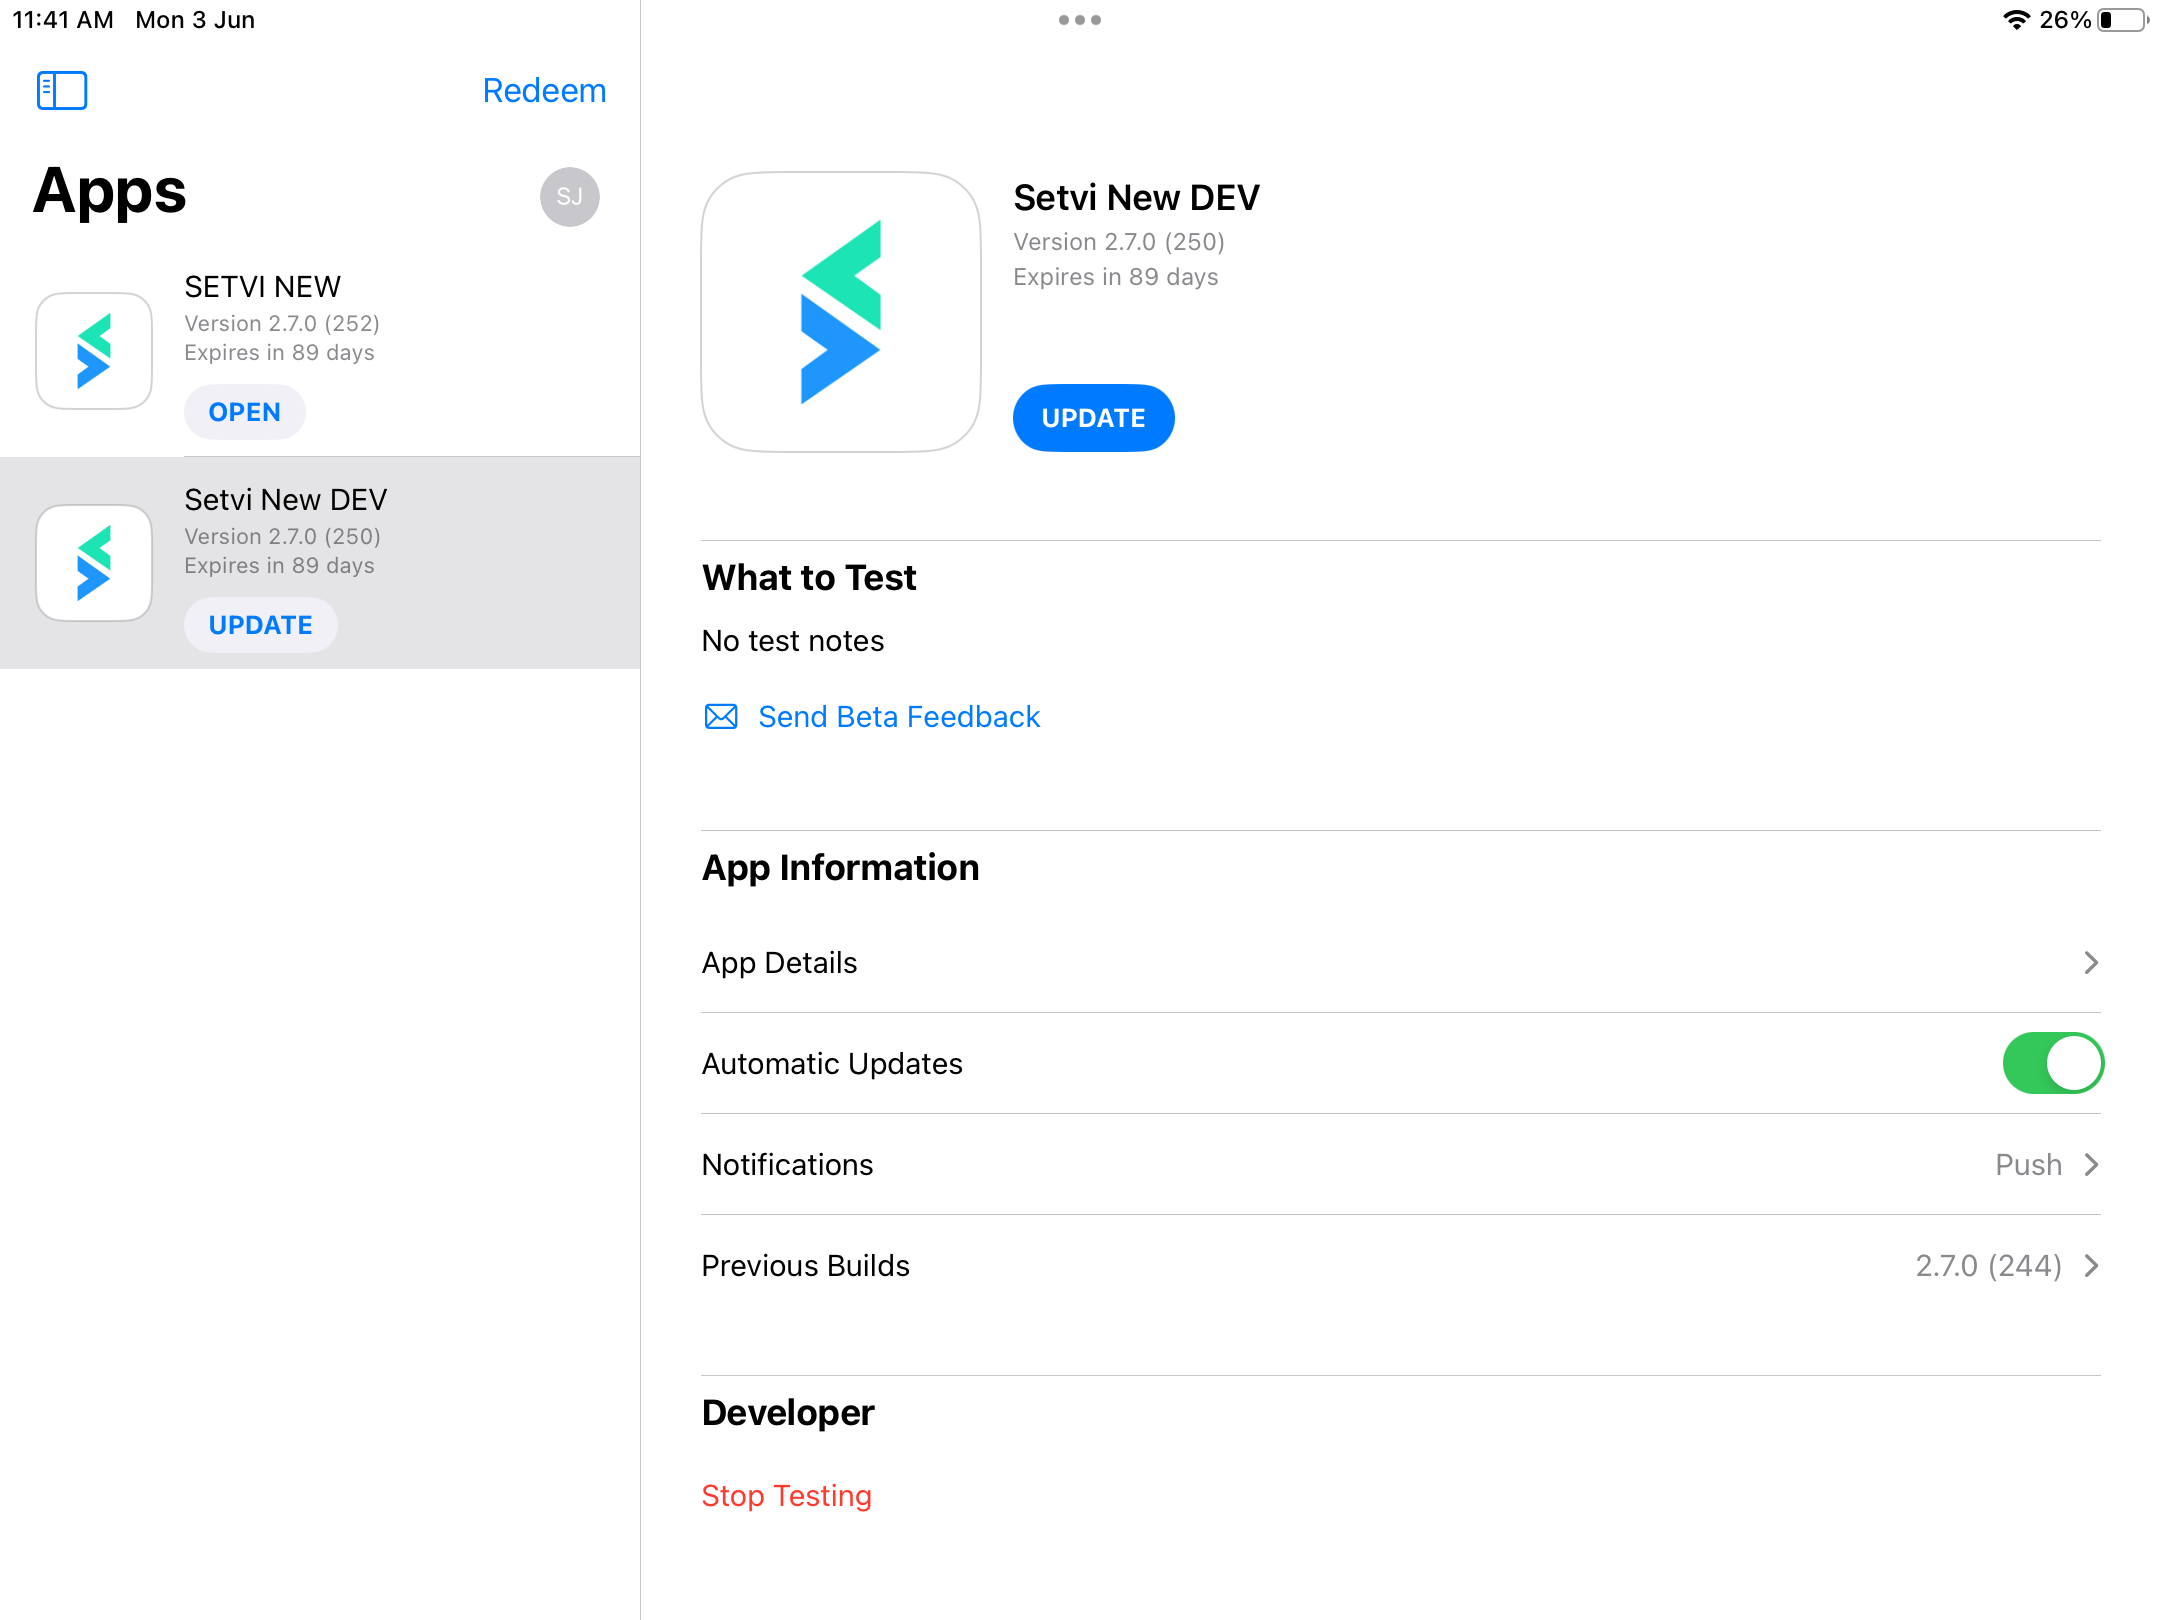 11:41 AM Mon 3 Jun
26%
Redeem
Apps
SJ
SETVI NEW
Version 2.7.0 (252)
Expires in 89 days
OPEN
Setvi New DEV
Version 2.7.0 (250)
Expires in 89 days
UPDATE
Setvi New DEV
Version 2.7.0 (250)
Expires in 89 days
UPDATE
What to Test
No test notes
Send Beta Feedback
App Information
App Details
Automatic Updates
Notifications Push
Previous Builds 2.7.0 (244)
Developer
Stop Testing